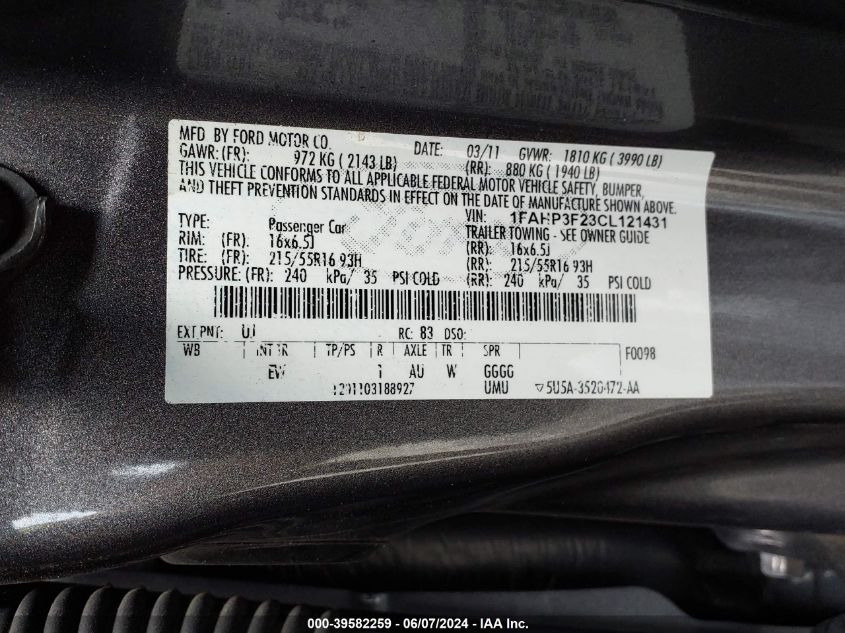 MFD. BY FORD MOTOR CO. DATE: 03/11 GVWR: 1810 KG ( 3990 LB)
GAWR: (FR): 972 KG ( 2143 LB) (RR): 880 KG ( 1940 LB)
THIS VEHICLE CONFORMS TO ALL APPLICABLE FEDERAL MOTOR VEHICLE SAFETY, BUMPER,
AND THEFT PREVENTION STANDARDS IN EFFECT ON THE DATE OF MANUFACTURE SHOWN ABOVE.
VIN: 1FAHP3F23CL121431
TYPE: Passenger Car TRAILER TOWING - SEE OWNER GUIDE
RIM: (FR): 16x6.5J (RR): 16x6.5J
TIRE: (FR): 215/55R16 93H (RR): 215/55R16 93H
PRESSURE: (FR): 240 kPa/ 35 PSI COLD (RR): 240 kPa/ 35 PSI COLD
EXT PNT: UJ RC: 83 DSO:
WB INT TR TP/PS R AXLE TR SPR F0098
EW 1 AU W GGGG
UMU 5U5A-3520472-AA
000-39582259 - 06/07/2024 - IAA Inc.